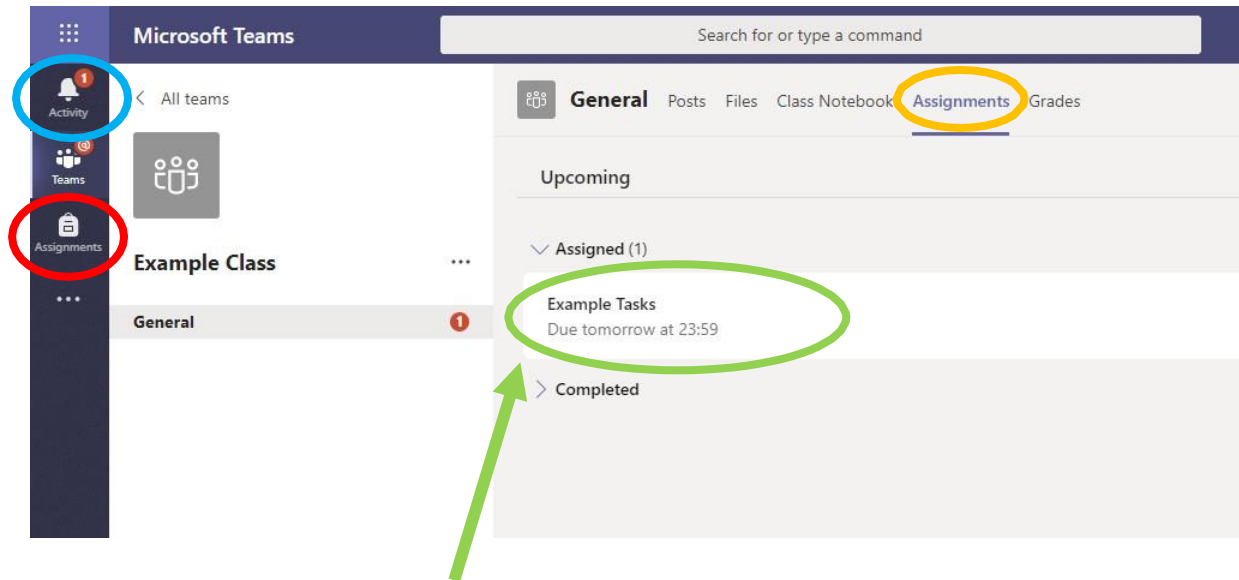 Microsoft Teams
Search for or type a command
1
Activity
@
Teams
Assignments
All teams
Example Class
General
1
General Posts Files Class Notebook Assignments Grades
Upcoming
Assigned (1)
Example Tasks
Due tomorrow at 23:59
Completed